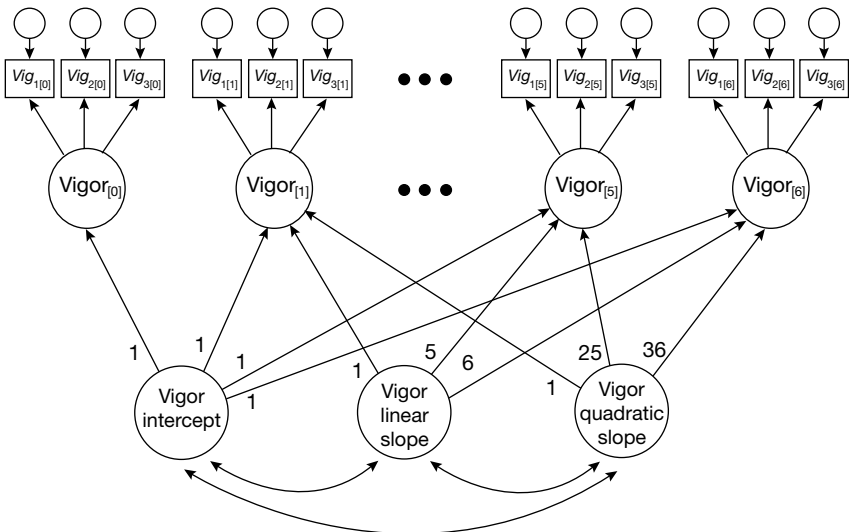 Vig1[0] Vig2[0] Vig3[0] Vig1[1] Vig2[1] Vig3[1] Vig1[5] Vig2[5] Vig3[5] Vig1[6] Vig2[6] Vig3[6]
Vigor[0] Vigor[1] Vigor[5] Vigor[6]
1 1 1 1 1 5 6 1 25 36
Vigor
intercept
Vigor
linear
slope
Vigor
quadratic
slope